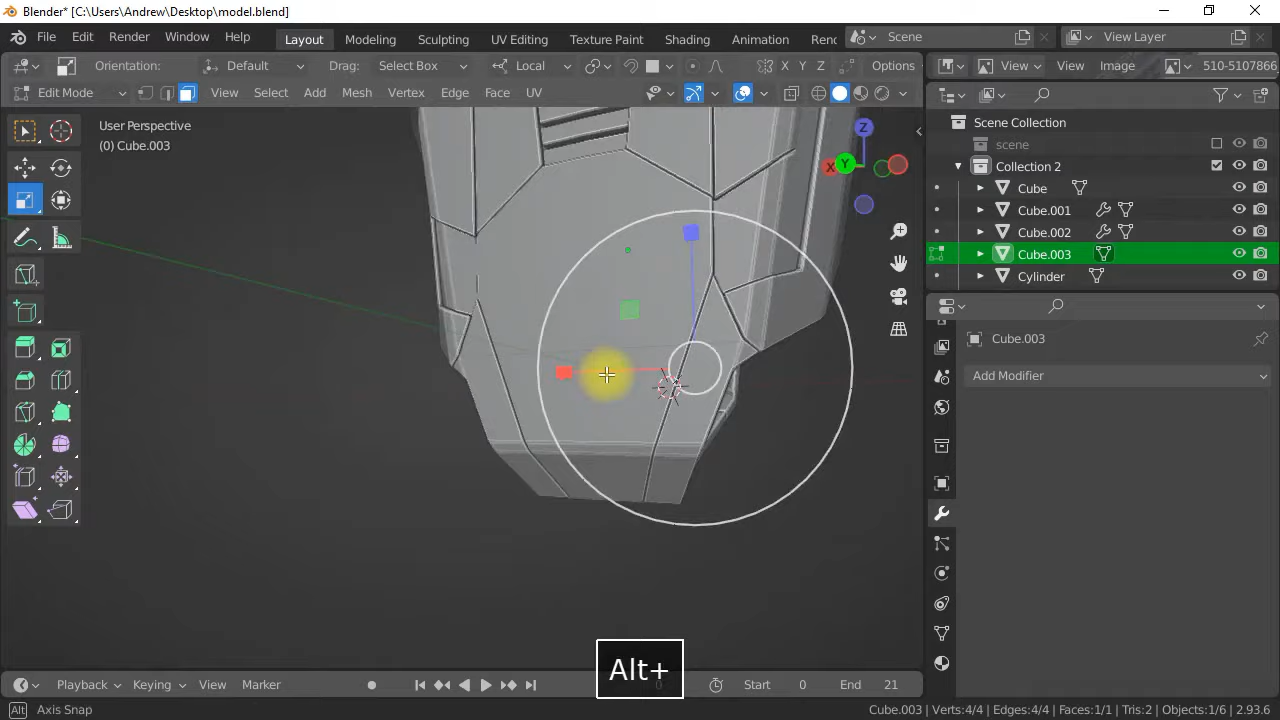 Blender* [C:\Users\Andrew\Desktop\model.blend]
File Edit Render Window Help Layout Modeling Sculpting UV Editing Texture Paint Shading Animation Scene View Layer
Orientation: Default Drag: Select Box Local X Y Z Options View View Image 510-5107866
Edit Mode View Select Add Mesh Vertex Edge Face UV
User Perspective
(0) Cube.003
Z
X Y
Scene Collection
scene
Collection 2
Cube
Cube.001
Cube.002
Cube.003
Cylinder
Cube.003
Add Modifier
Alt+
Playback Keying View Marker 0 Start 0 End 21
Alt Axis Snap Cube.003 | Verts:4/4 | Edges:4/4 | Faces:1/1 | Tris:2 | Objects:1/6 | 2.93.6